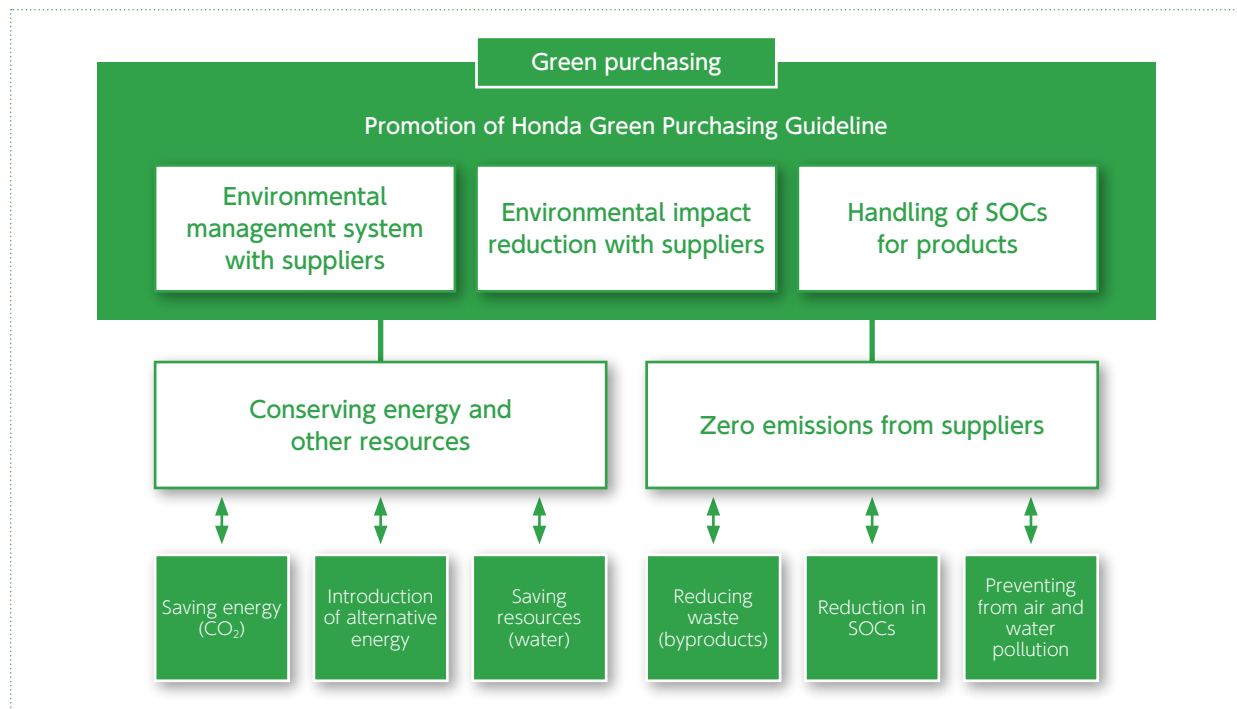 Green purchasing
Promotion of Honda Green Purchasing Guideline
Environmental
management system
with suppliers
Environmental impact
reduction with suppliers
Handling of SOCs
for products
Conserving energy and
other resources
Zero emissions from suppliers
Saving energy
(CO₂)
Introduction
of alternative
energy
Saving
resources
(water)
Reducing
waste
(byproducts)
Reduction in
SOCs
Preventing
from air and
water
pollution